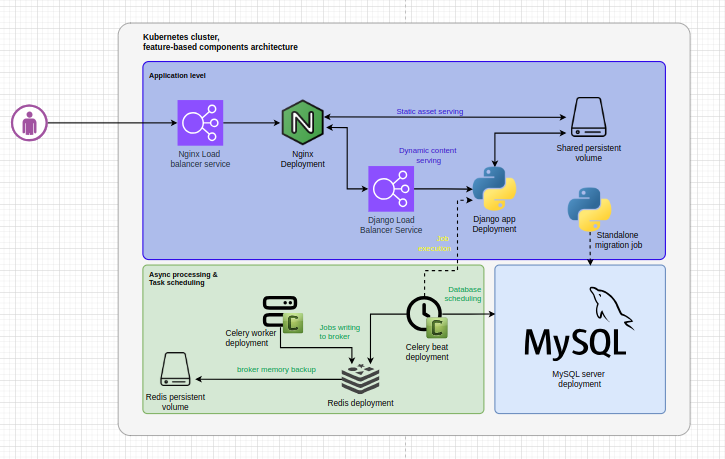 Kubernetes cluster,
feature-based components architecture
Application level
Nginx Load
balancer service
Nginx
Deployment
Static asset serving
Shared persistent
volume
Dynamic content
serving
Django Load
Balancer Service
Django app
Deployment
Standalone
migration job
Job
execution
Async processing &
Task scheduling
Database
scheduling
Celery worker
deployment
C
Jobs writing
to broker
Celery beat
deployment
C
MySQL
MySQL server
deployment
broker memory backup
Redis persistent
volume
Redis deployment
N